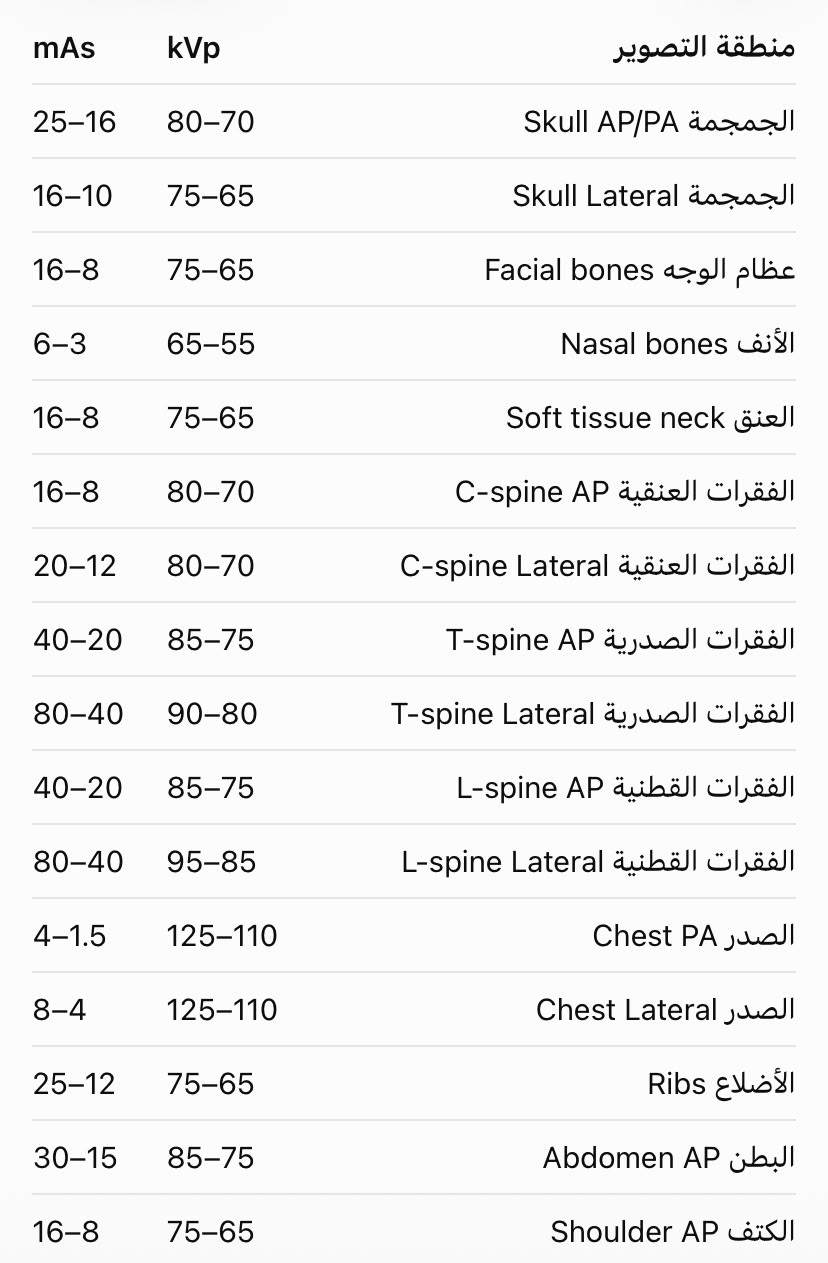 منطقة التصوير kVp mAs
الجمجمة Skull AP/PA 80–70 25–16
الجمجمة Skull Lateral 75–65 16–10
عظام الوجه Facial bones 75–65 16–8
الأنف Nasal bones 65–55 6–3
العنق Soft tissue neck 75–65 16–8
الفقرات العنقية C-spine AP 80–70 16–8
الفقرات العنقية C-spine Lateral 80–70 20–12
الفقرات الصدرية T-spine AP 85–75 40–20
الفقرات الصدرية T-spine Lateral 90–80 80–40
الفقرات القطنية L-spine AP 85–75 40–20
الفقرات القطنية L-spine Lateral 95–85 80–40
الصدر Chest PA 125–110 4–1.5
الصدر Chest Lateral 125–110 8–4
الأضلاع Ribs 75–65 25–12
البطن Abdomen AP 85–75 30–15
الكتف Shoulder AP 75–65 16–8